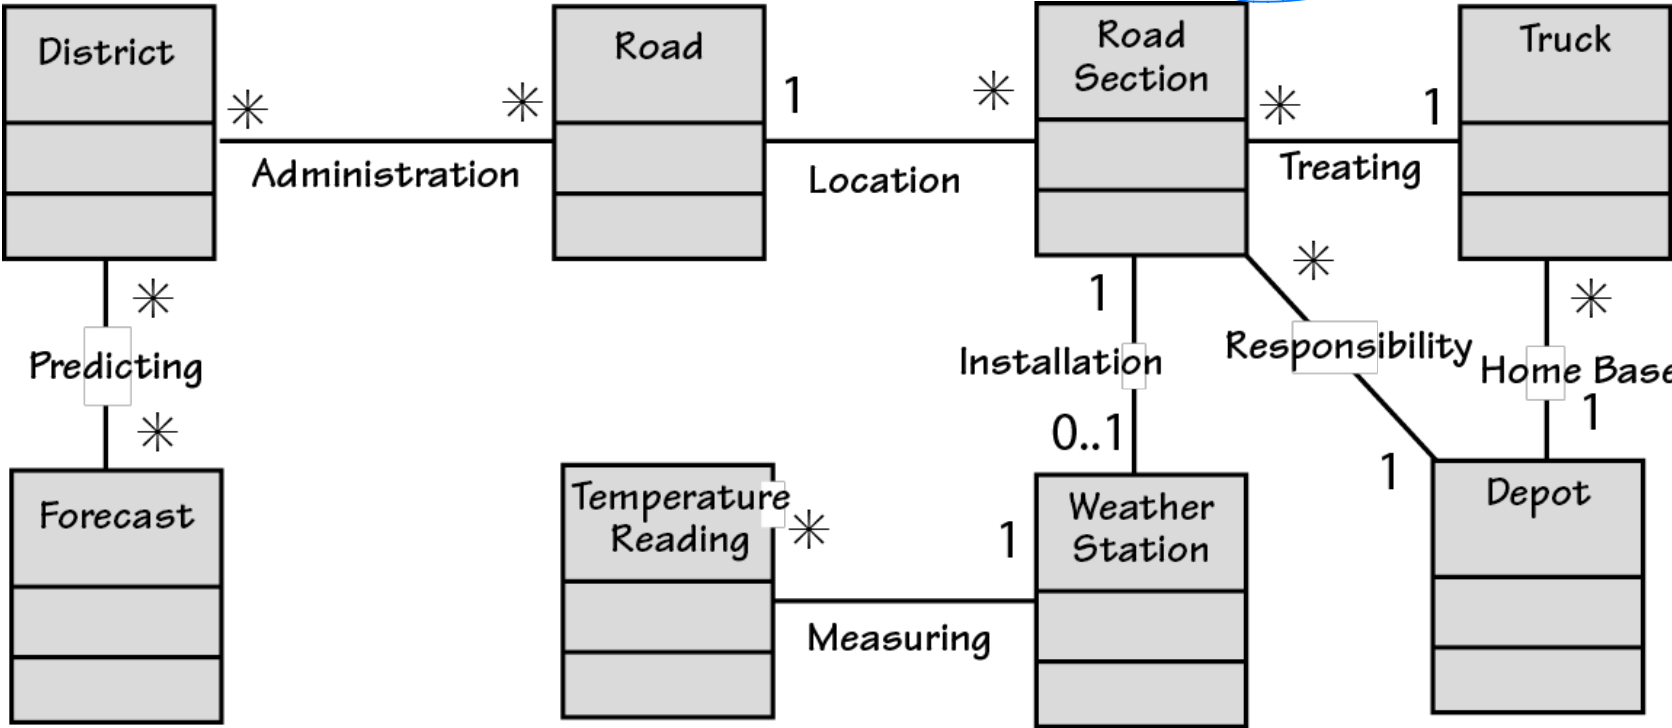 District
Road
Road
Section
Truck
*
*
1
*
*
1
Administration
Location
Treating
*
Predicting
*
1
Installation
0..1
*
Responsibility
1
*
Home Base
1
Forecast
Temperature
Reading
*
1
Measuring
Weather
Station
Depot